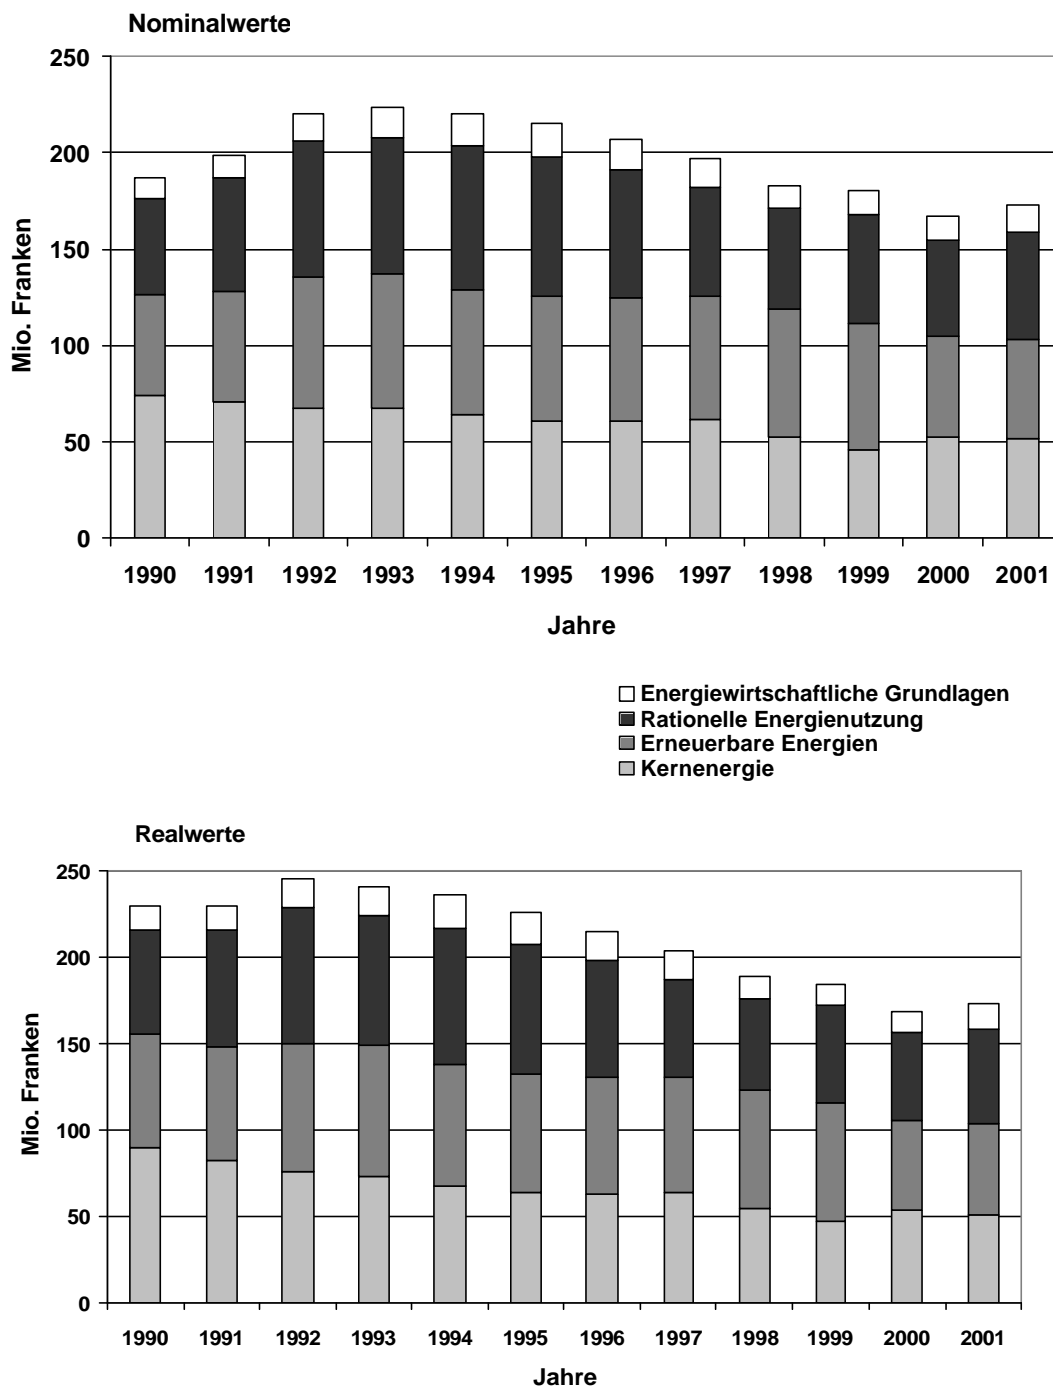 Nominalwerte
250
200
150
100
50
0
Mio. Franken
1990 1991 1992 1993 1994 1995 1996 1997 1998 1999 2000 2001
Jahre
Energiewirtschaftliche Grundlagen
Rationelle Energienutzung
Erneuerbare Energien
Kernenergie
Realwerte
250
200
150
100
50
0
Mio. Franken
1990 1991 1992 1993 1994 1995 1996 1997 1998 1999 2000 2001
Jahre